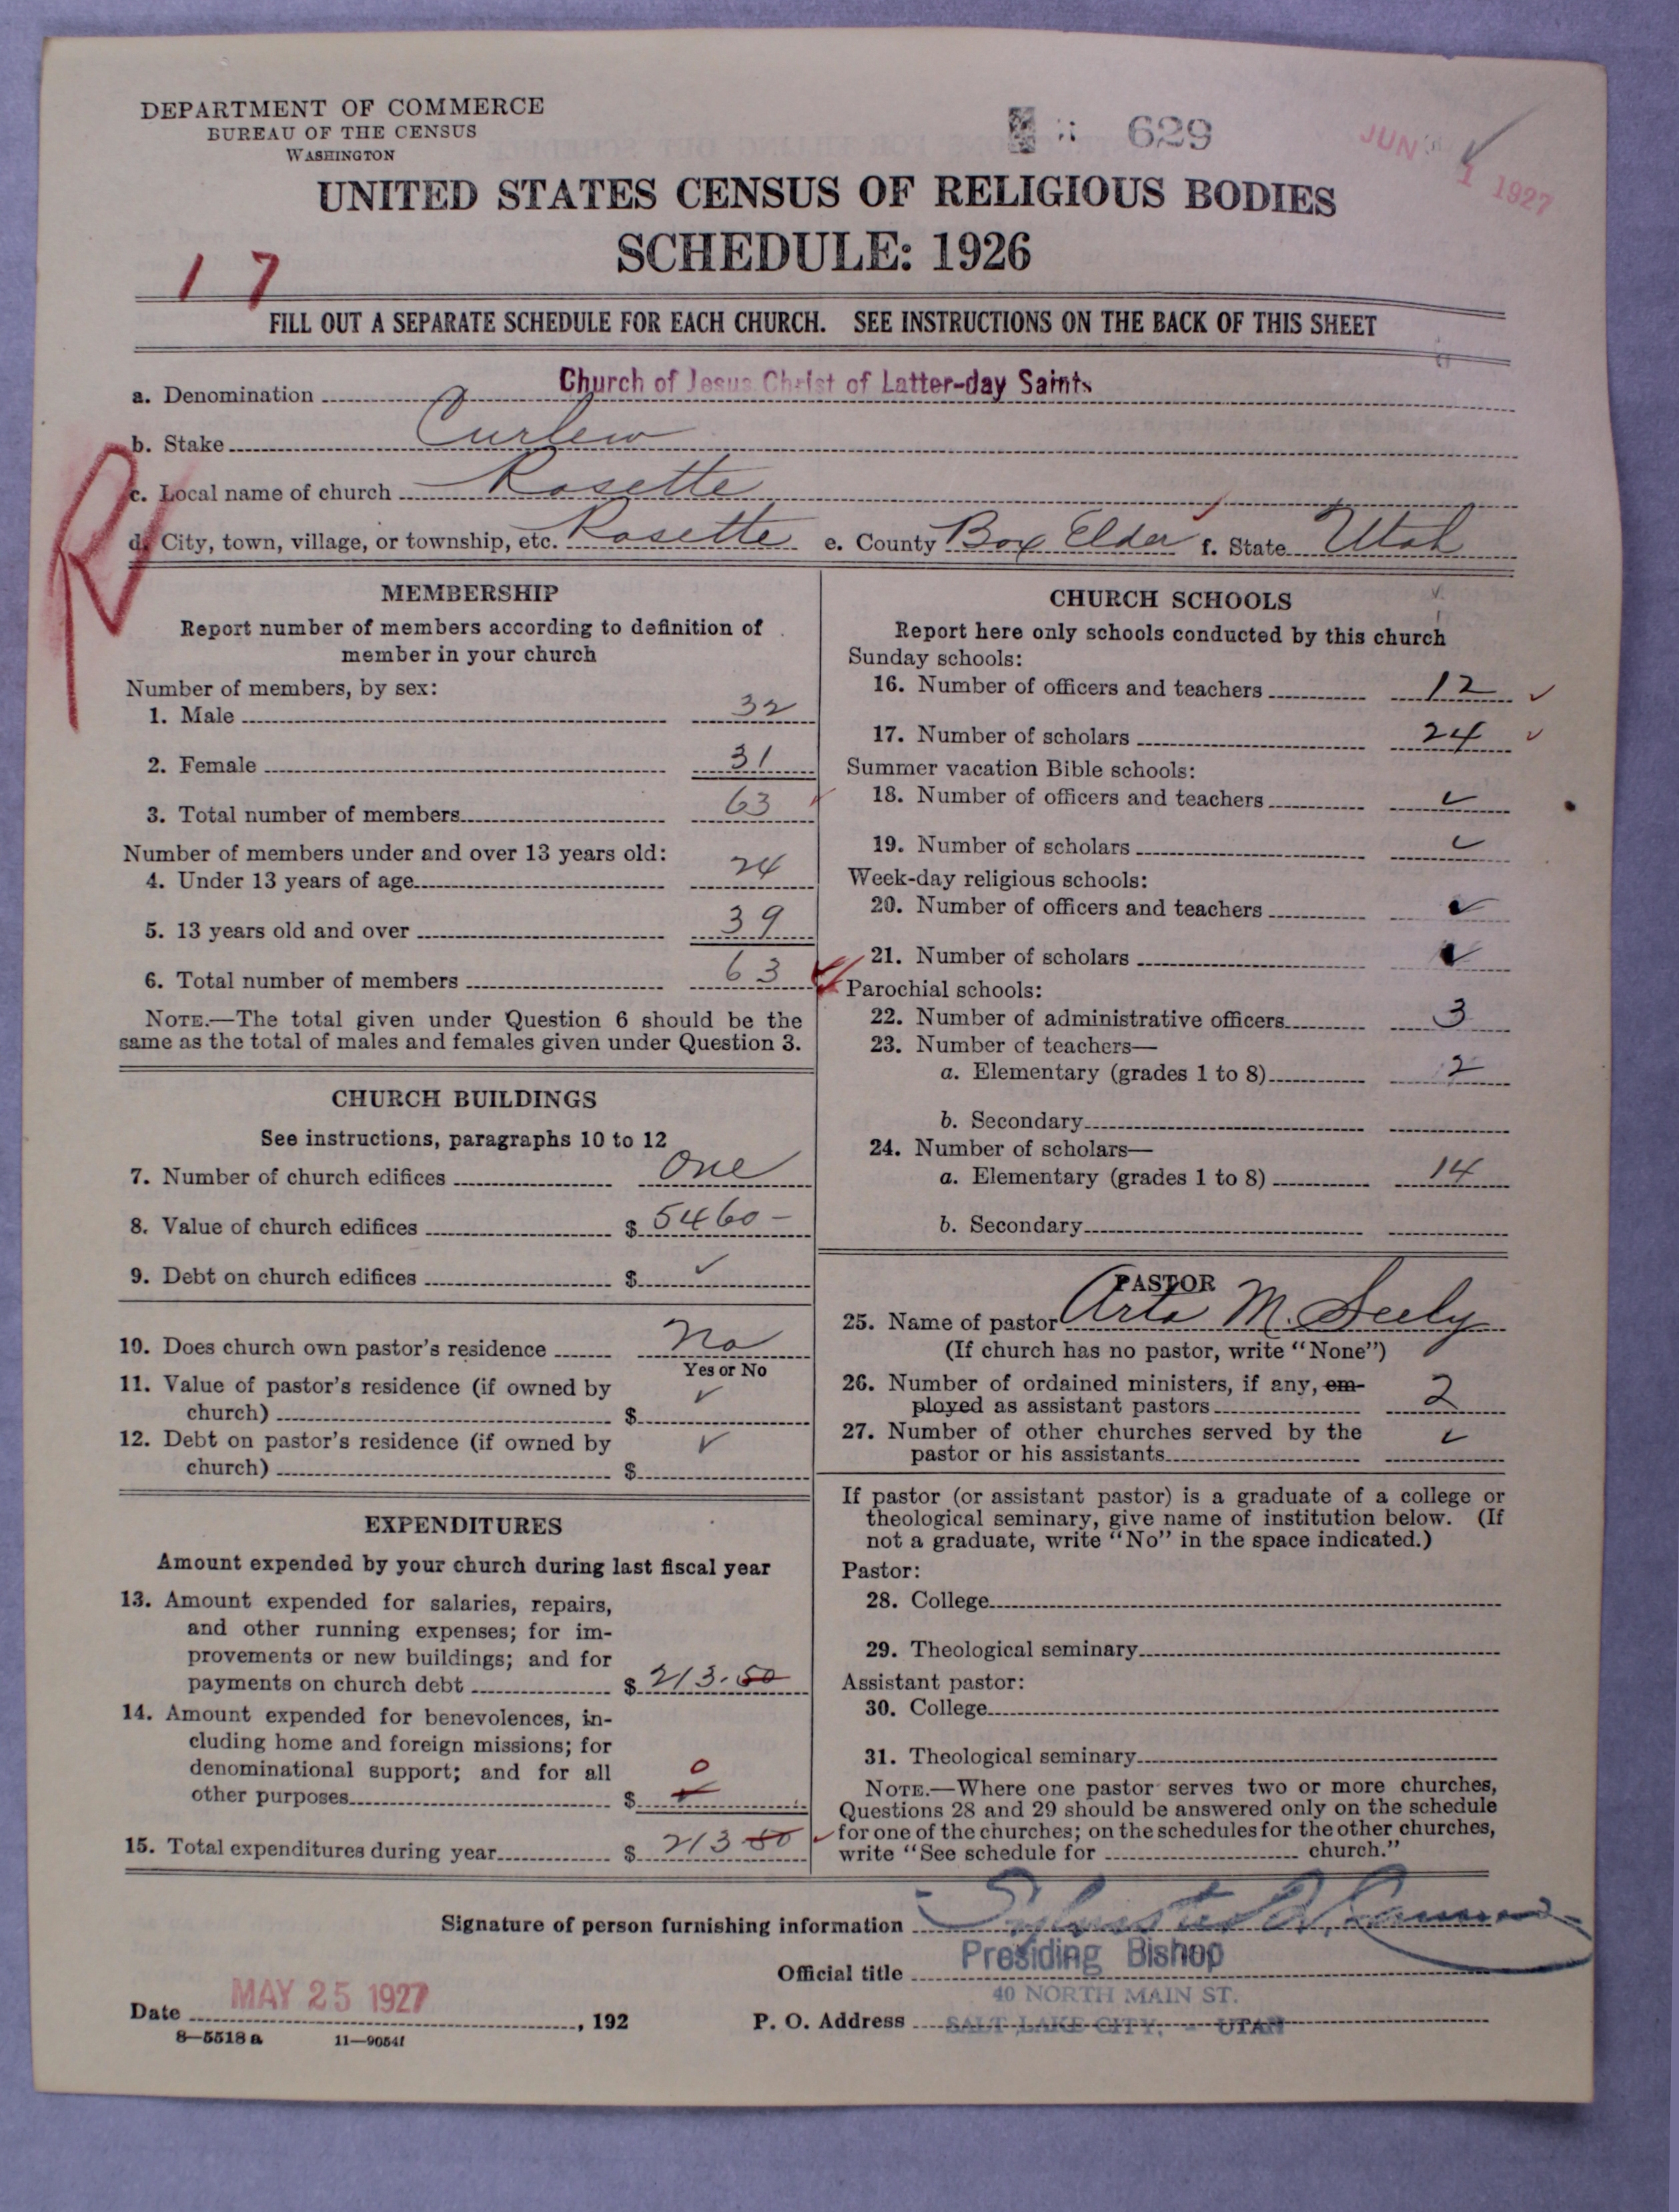 DEPARTMENT OF COMMERCE
BUREAU OF THE CENSUS
WASHINGTON
629
JUN 1 1927
UNITED STATES CENSUS OF RELIGIOUS BODIES
SCHEDULE: 1926
17
FILL OUT A SEPARATE SCHEDULE FOR EACH CHURCH. SEE INSTRUCTIONS ON THE BACK OF THIS SHEET
a. Denomination Church of Jesus Christ of Latter-day Saints
b. Stake Curlew
c. Local name of church Rosette
d. City, town, village, or township, etc. Rosette e. County Box Elder f. State Utah
R
MEMBERSHIP
Report number of members according to definition of
member in your church
Number of members, by sex:
1. Male 32
2. Female 31
3. Total number of members 63
Number of members under and over 13 years old:
4. Under 13 years of age 24
5. 13 years old and over 39
6. Total number of members 63
NOTE.—The total given under Question 6 should be the
same as the total of males and females given under Question 3.
CHURCH BUILDINGS
See instructions, paragraphs 10 to 12
7. Number of church edifices One
8. Value of church edifices $ 5460-
9. Debt on church edifices $ ✓
10. Does church own pastor's residence No
Yes or No
11. Value of pastor's residence (if owned by
church) $ ✓
12. Debt on pastor's residence (if owned by
church) $ ✓
EXPENDITURES
Amount expended by your church during last fiscal year
13. Amount expended for salaries, repairs,
and other running expenses; for im-
provements or new buildings; and for
payments on church debt $ 213.50
14. Amount expended for benevolences, in-
cluding home and foreign missions; for
denominational support; and for all
other purposes $ 0
15. Total expenditures during year $ 213 50
CHURCH SCHOOLS
Report here only schools conducted by this church
Sunday schools:
16. Number of officers and teachers 12
17. Number of scholars 24
Summer vacation Bible schools:
18. Number of officers and teachers ✓
19. Number of scholars ✓
Week-day religious schools:
20. Number of officers and teachers ✓
21. Number of scholars ✓
Parochial schools:
22. Number of administrative officers 3
23. Number of teachers—
a. Elementary (grades 1 to 8) 2
b. Secondary
24. Number of scholars—
a. Elementary (grades 1 to 8) 14
b. Secondary
PASTOR
25. Name of pastor Arta M. Seely
(If church has no pastor, write "None")
26. Number of ordained ministers, if any, em-
ployed as assistant pastors 2
27. Number of other churches served by the
pastor or his assistants ✓
If pastor (or assistant pastor) is a graduate of a college or
theological seminary, give name of institution below. (If
not a graduate, write "No" in the space indicated.)
Pastor:
28. College
29. Theological seminary
Assistant pastor:
30. College
31. Theological seminary
NOTE.—Where one pastor serves two or more churches,
Questions 28 and 29 should be answered only on the schedule
for one of the churches; on the schedules for the other churches,
write "See schedule for church."
Signature of person furnishing information Sylvester Q. Cannon
Official title Presiding Bishop
40 NORTH MAIN ST.
Date MAY 25 1927, 192 P. O. Address SALT LAKE CITY, - UTAH
8—5518a 11—9054f